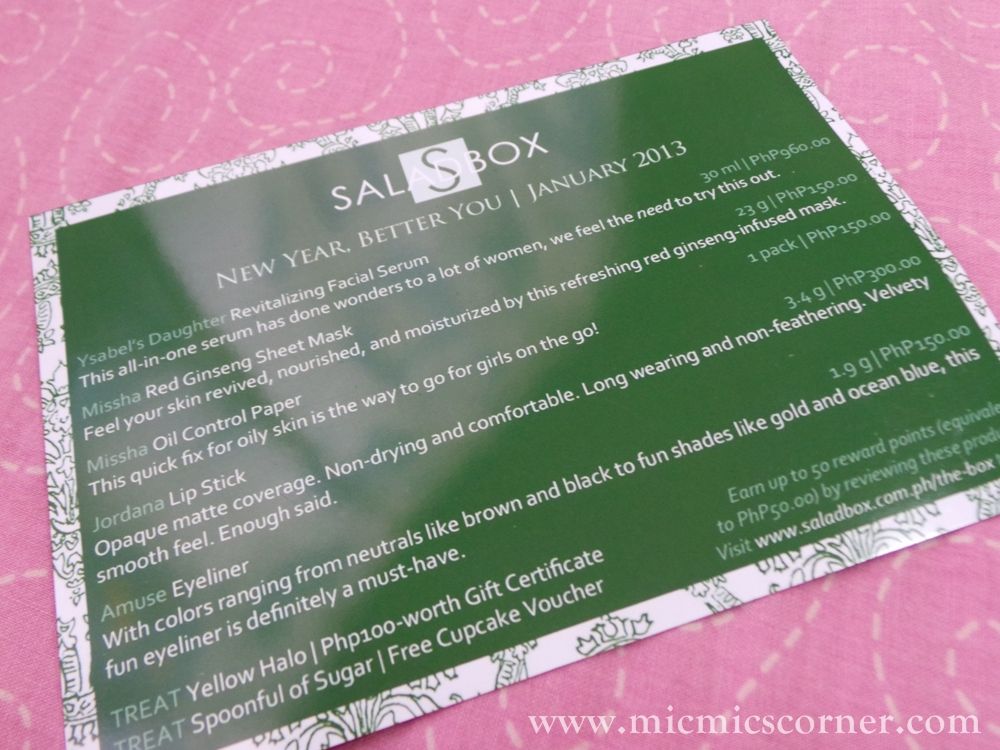 SALADBOX
S
NEW YEAR, BETTER YOU | JANUARY 2013
Ysabel's Daughter Revitalizing Facial Serum 30 ml | PhP960.00
This all-in-one serum has done wonders to a lot of women, we feel the need to try this out.
Missha Red Ginseng Sheet Mask 23 g | PhP150.00
Feel your skin revived, nourished, and moisturized by this refreshing red ginseng-infused mask.
Missha Oil Control Paper 1 pack | PhP150.00
This quick fix for oily skin is the way to go for girls on the go!
Jordana Lip Stick 3.4 g | PhP300.00
Opaque matte coverage. Non-drying and comfortable. Long wearing and non-feathering. Velvety
smooth feel. Enough said.
Amuse Eyeliner 1.9 g | PhP150.00
With colors ranging from neutrals like brown and black to fun shades like gold and ocean blue, this
fun eyeliner is definitely a must-have.
TREAT Yellow Halo | Php100-worth Gift Certificate
TREAT Spoonful of Sugar | Free Cupcake Voucher
Earn up to 50 reward points (equivale
to PhP50.00) by reviewing these produ
Visit www.saladbox.com.ph/the-box
www.micmicscorner.com